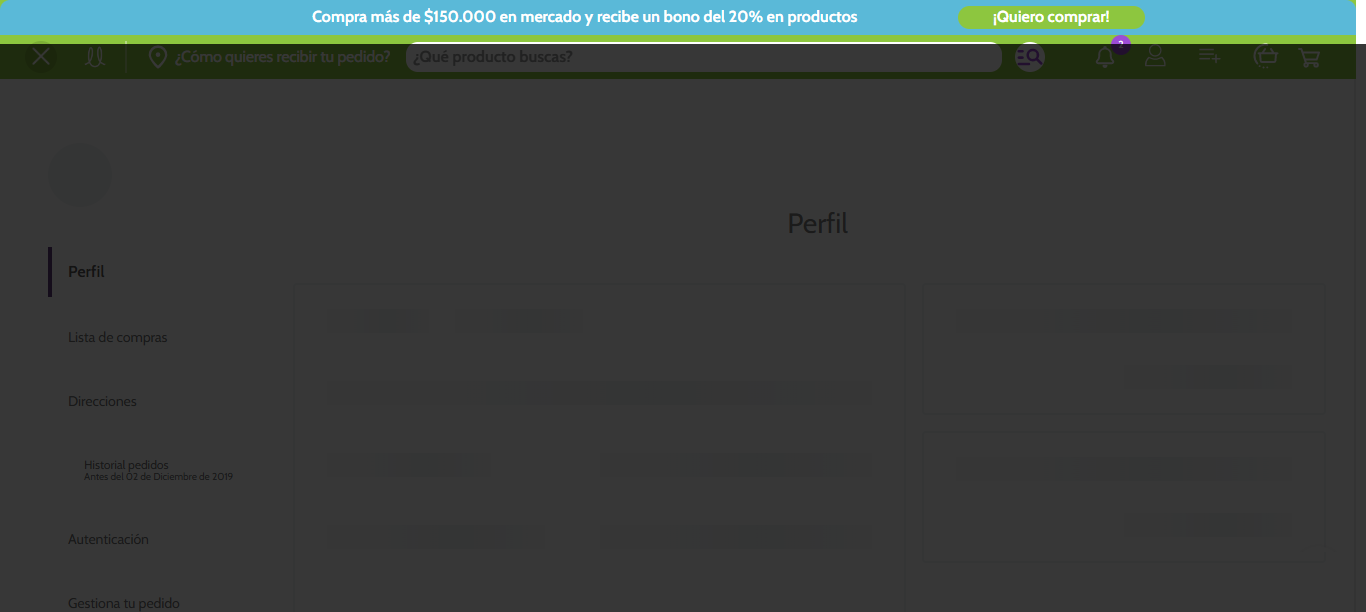 Compra más de $150.000 en mercado y recibe un bono del 20% en productos
¡Quiero comprar!
¿Cómo quieres recibir tu pedido?
¿Qué producto buscas?
2
Perfil
Perfil
Lista de compras
Direcciones
Historial pedidos
Antes del 02 de Diciembre de 2019
Autenticación
Gestiona tu pedido